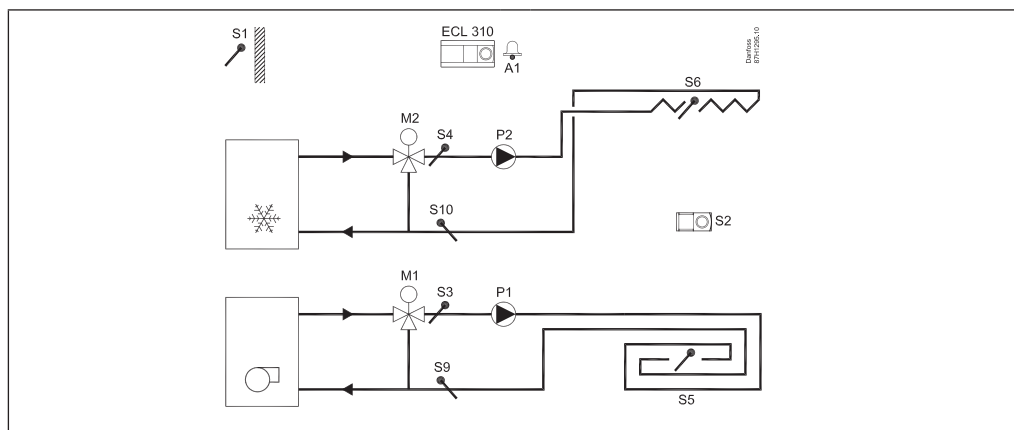 S1
ECL 310
A1
Danfoss
87H1295.10
S6
M2
S4
P2
S10
S2
M1
S3
P1
S9
S5